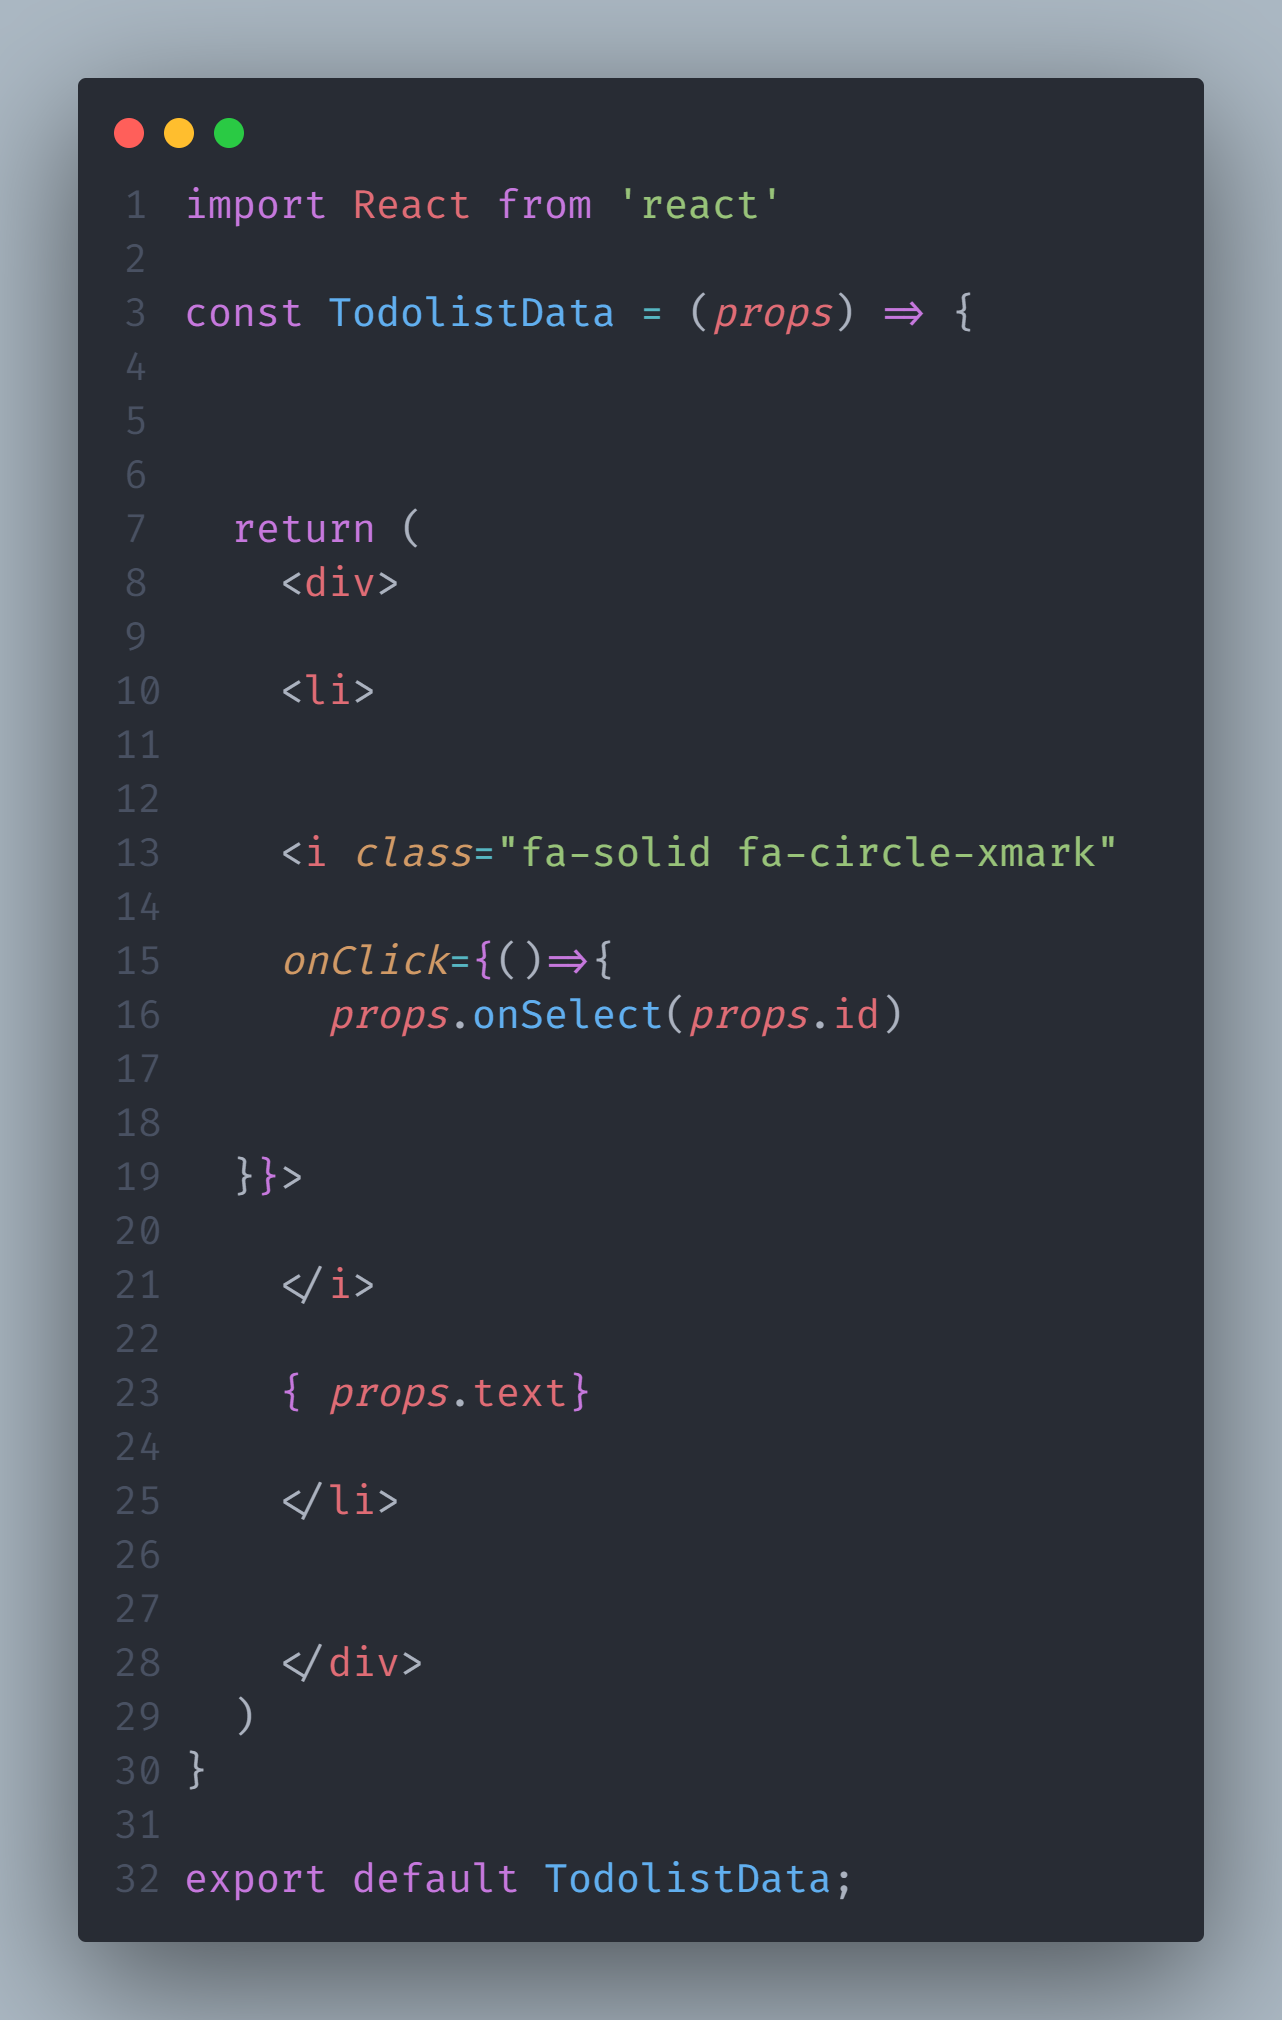 1 import React from 'react'
2
3 const TodolistData = (props) => {
4
5
6
7   return (
8     <div>
9
10     <li>
11
12
13     <i class="fa-solid fa-circle-xmark"
14
15     onClick={()=>{
16       props.onSelect(props.id)
17
18
19   }}>
20
21     </i>
22
23     { props.text}
24
25     </li>
26
27
28     </div>
29   )
30 }
31
32 export default TodolistData;